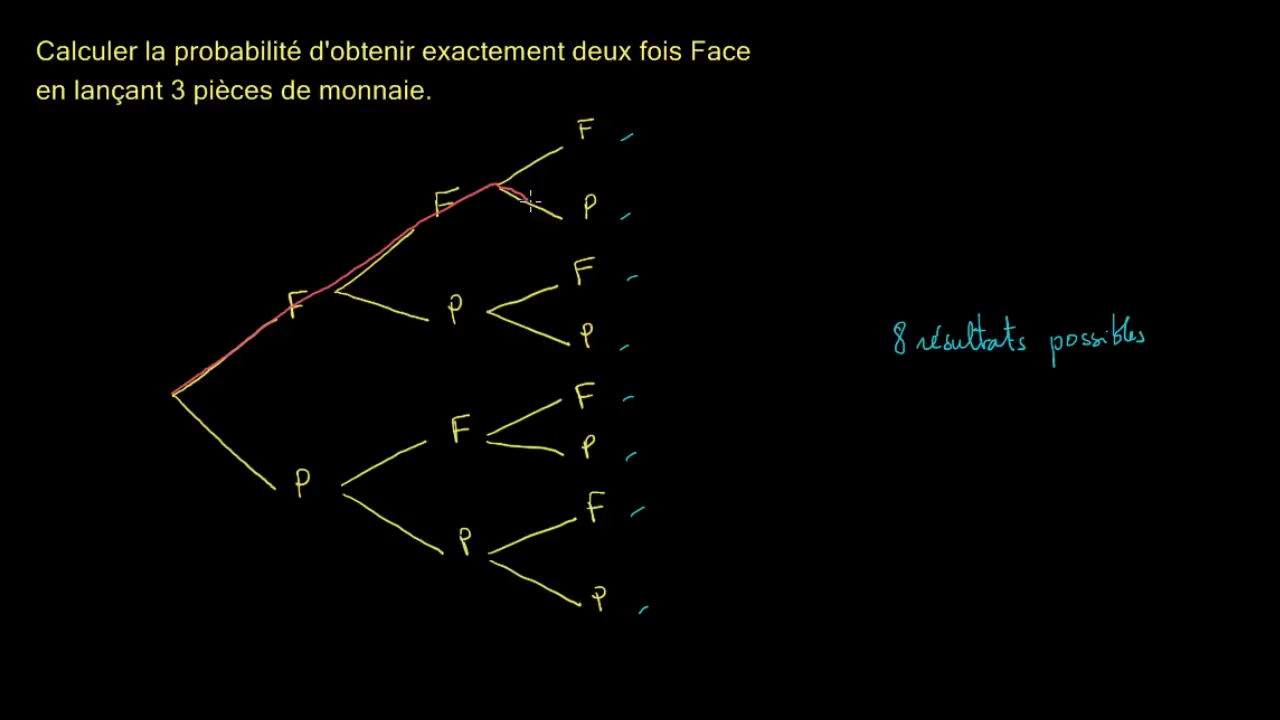 Calculer la probabilité d'obtenir exactement deux fois Face
en lançant 3 pièces de monnaie.
F
F
P
F
F
P
P
8 résultats possibles
F
F
P
P
F
P
P